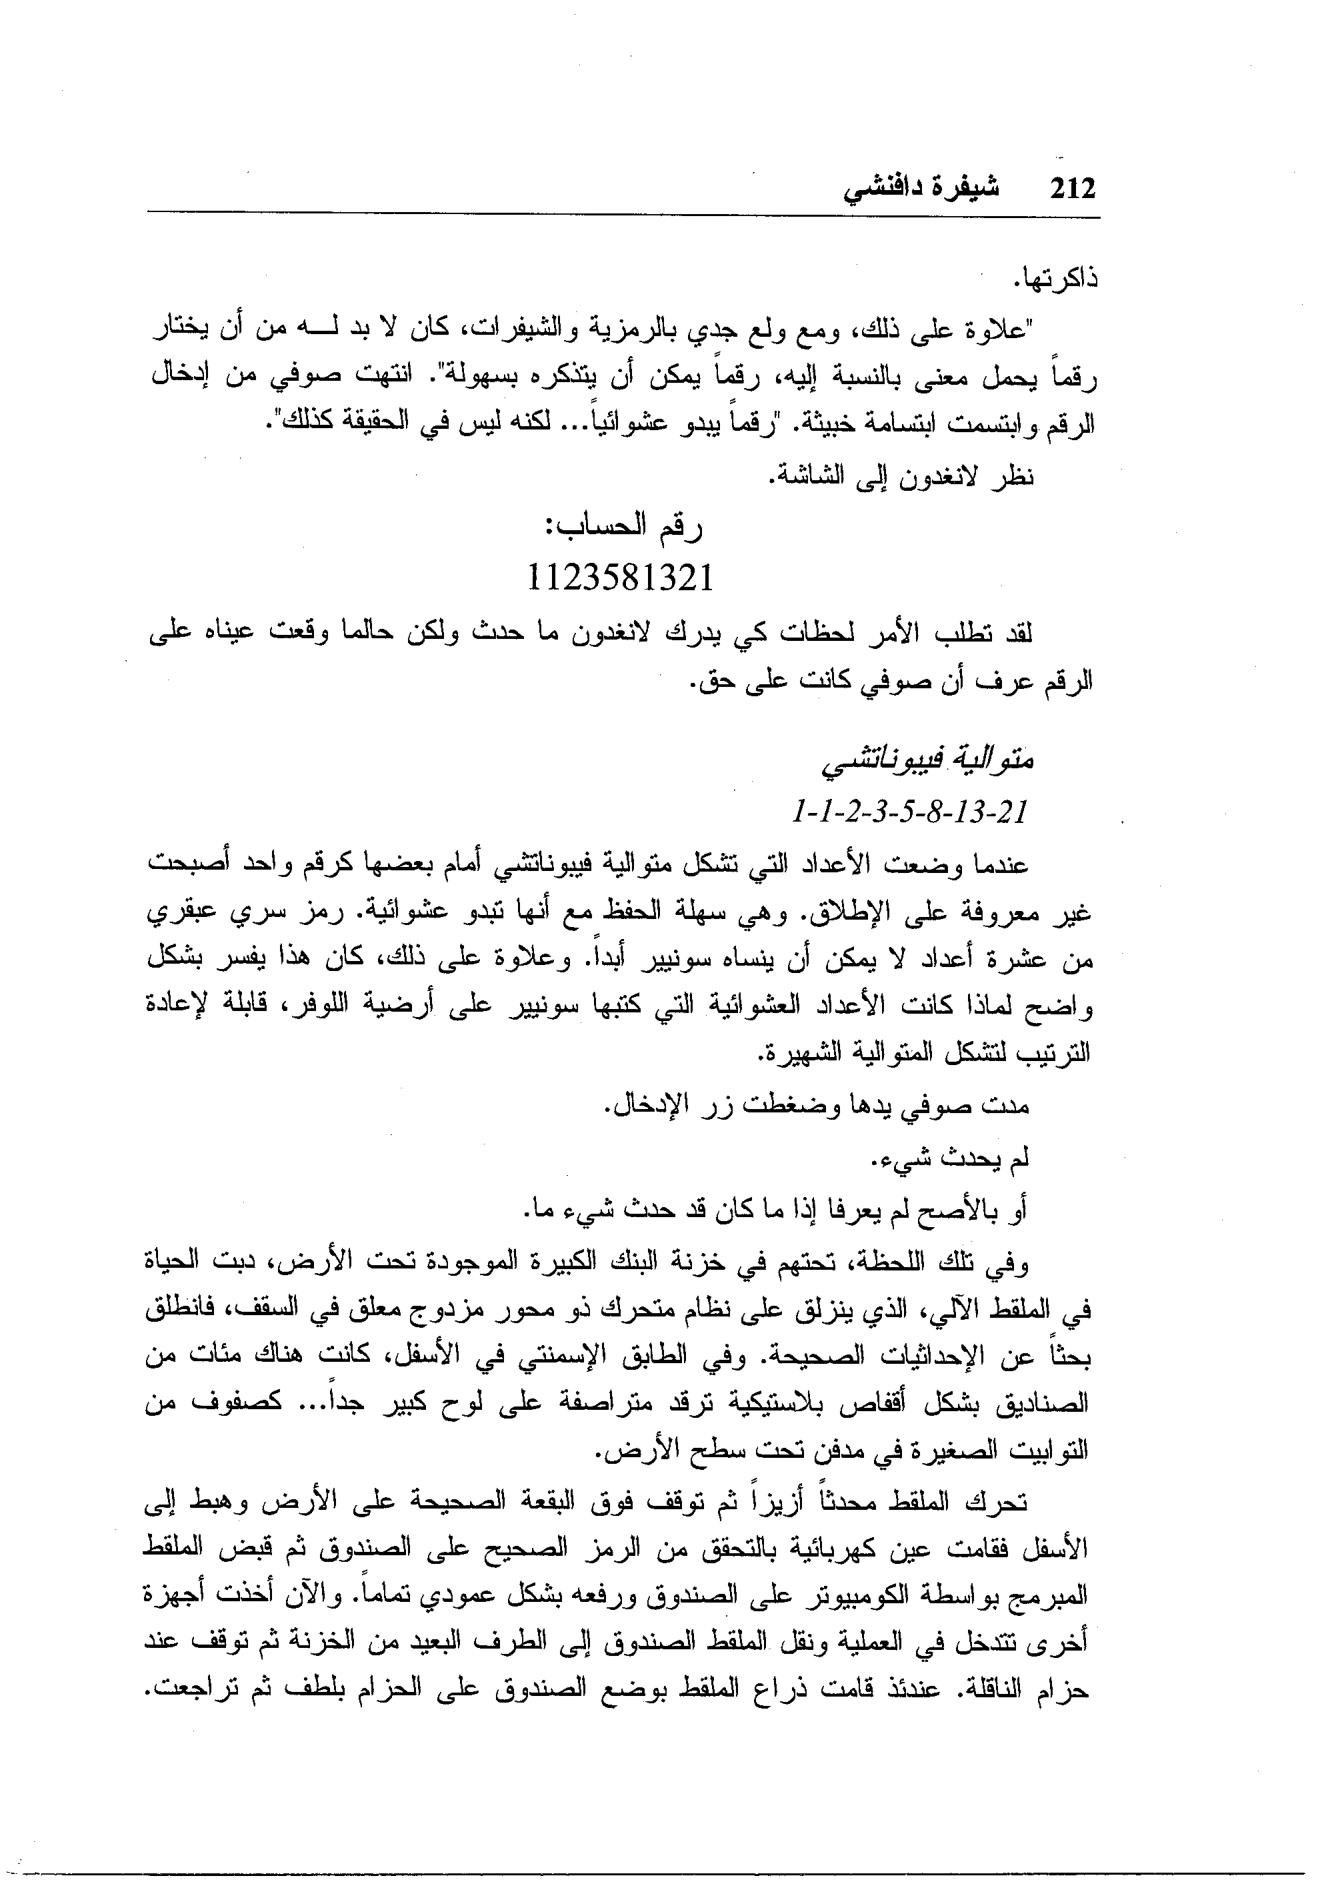 212 شيفرة دافنشي
ذاكرتها.
"علاوة على ذلك، ومع ولع جدي بالرمزية والشيفرات، كان لا بد لـه من أن يختار
رقماً يحمل معنى بالنسبة إليه، رقماً يمكن أن يتذكره بسهولة". انتهت صوفي من إدخال
الرقم وابتسمت ابتسامة خبيثة. "رقماً يبدو عشوائياً... لكنه ليس في الحقيقة كذلك".
نظر لانغدون إلى الشاشة.
رقم الحساب:
1123581321
لقد تطلب الأمر لحظات كي يدرك لانغدون ما حدث ولكن حالما وقعت عيناه على
الرقم عرف أن صوفي كانت على حق.
متوالية فيبوناتشي
1-1-2-3-5-8-13-21
عندما وضعت الأعداد التي تشكل متوالية فيبوناتشي أمام بعضها كرقم واحد أصبحت
غير معروفة على الإطلاق. وهي سهلة الحفظ مع أنها تبدو عشوائية. رمز سري عبقري
من عشرة أعداد لا يمكن أن ينساه سونيير أبداً. وعلاوة على ذلك، كان هذا يفسر بشكل
واضح لماذا كانت الأعداد العشوائية التي كتبها سونيير على أرضية اللوفر، قابلة لإعادة
الترتيب لتشكل المتوالية الشهيرة.
مدت صوفي يدها وضغطت زر الإدخال.
لم يحدث شيء.
أو بالأصح لم يعرفا إذا ما كان قد حدث شيء ما.
وفي تلك اللحظة، تحتهم في خزنة البنك الكبيرة الموجودة تحت الأرض، دبت الحياة
في الملقط الآلي، الذي ينزلق على نظام متحرك ذو محور مزدوج معلق في السقف، فانطلق
بحثاً عن الإحداثيات الصحيحة. وفي الطابق الإسمنتي في الأسفل، كانت هناك مئات من
الصناديق بشكل أقفاص بلاستيكية ترقد متراصفة على لوح كبير جداً... كصفوف من
التوابيت الصغيرة في مدفن تحت سطح الأرض.
تحرك الملقط محدثاً أزيزاً ثم توقف فوق البقعة الصحيحة على الأرض وهبط إلى
الأسفل فقامت عين كهربائية بالتحقق من الرمز الصحيح على الصندوق ثم قبض الملقط
المبرمج بواسطة الكومبيوتر على الصندوق ورفعه بشكل عمودي تماماً. والآن أخذت أجهزة
أخرى تتدخل في العملية ونقل الملقط الصندوق إلى الطرف البعيد من الخزنة ثم توقف عند
حزام الناقلة. عندئذ قامت ذراع الملقط بوضع الصندوق على الحزام بلطف ثم تراجعت.